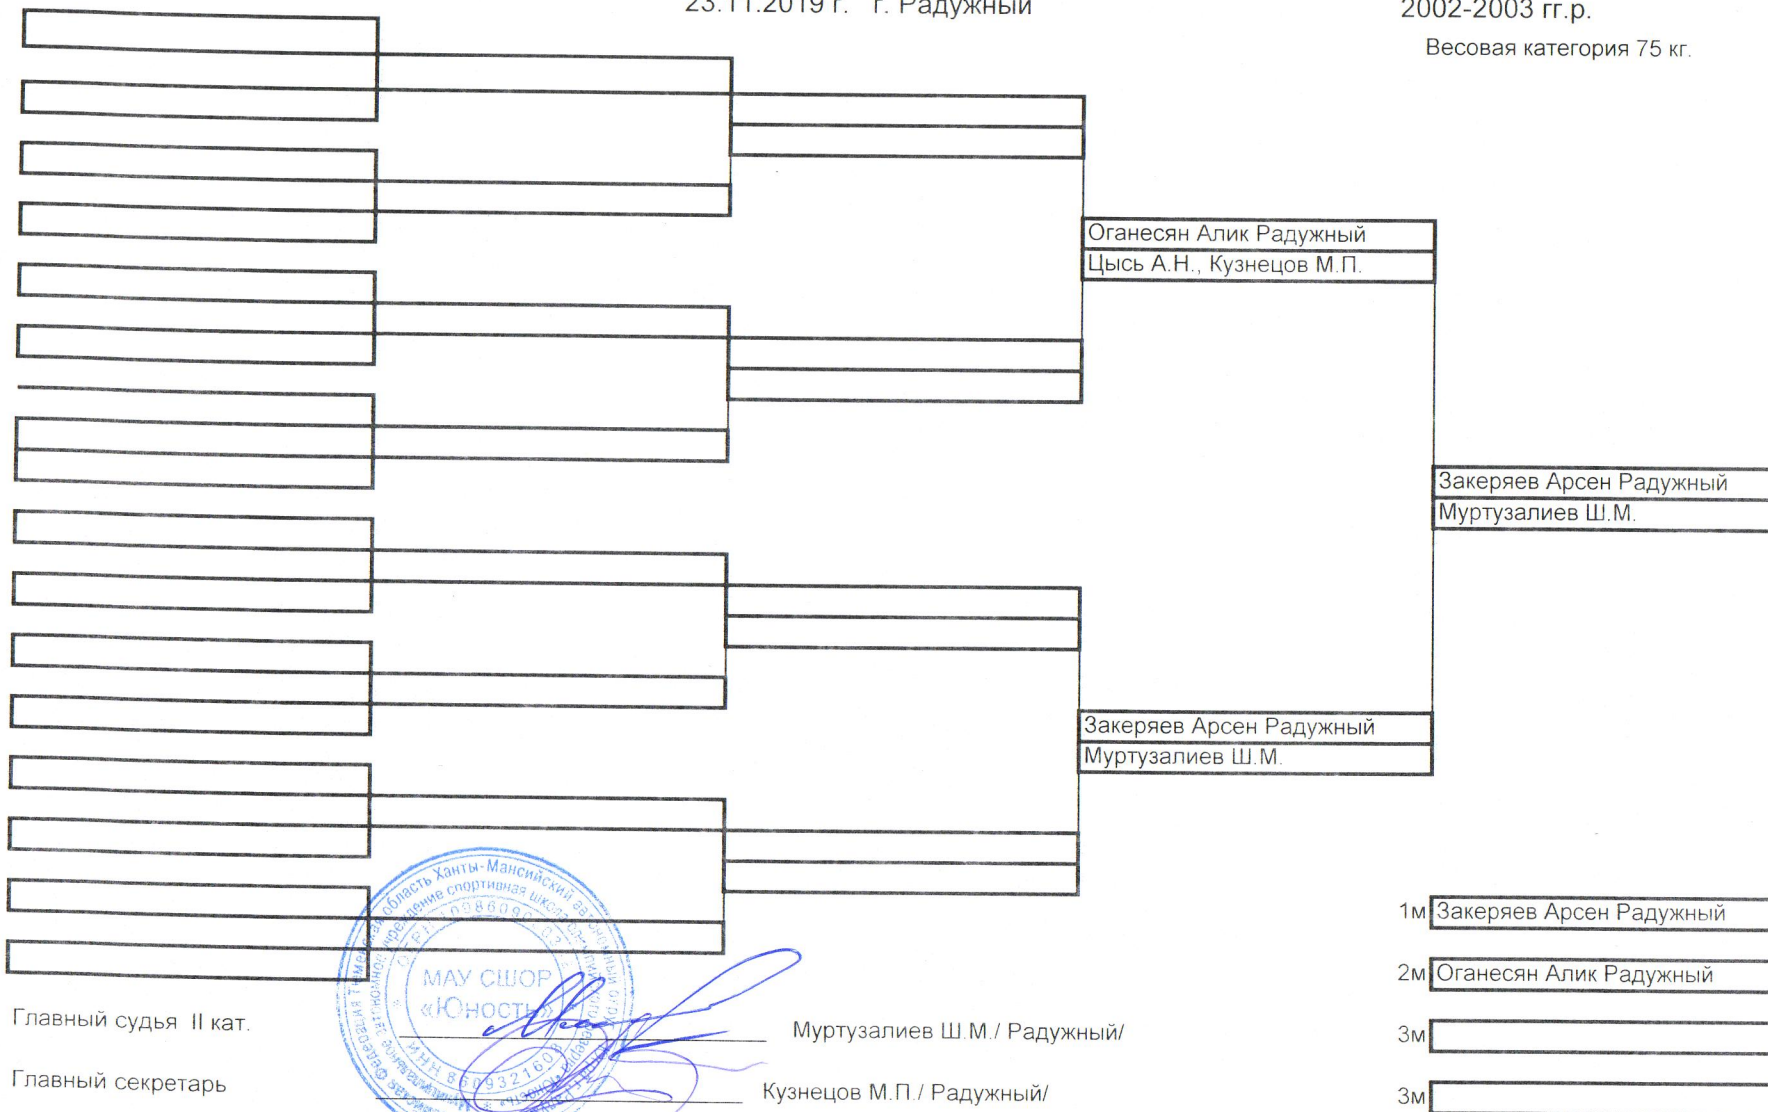 23.11.2019 г. г. Радужный
2002-2003 гг.р.
Весовая категория 75 кг.
Оганесян Алик Радужный
Цысь А.Н., Кузнецов М.П.
Закеряев Арсен Радужный
Муртузалиев Ш.М.
Закеряев Арсен Радужный
Муртузалиев Ш.М.
1м Закеряев Арсен Радужный
2м Оганесян Алик Радужный
3м
3м
МАУ СШОР
«Юность»
ИНН 8609321608
Главный судья II кат. Муртузалиев Ш.М./ Радужный/
Главный секретарь Кузнецов М.П./ Радужный/